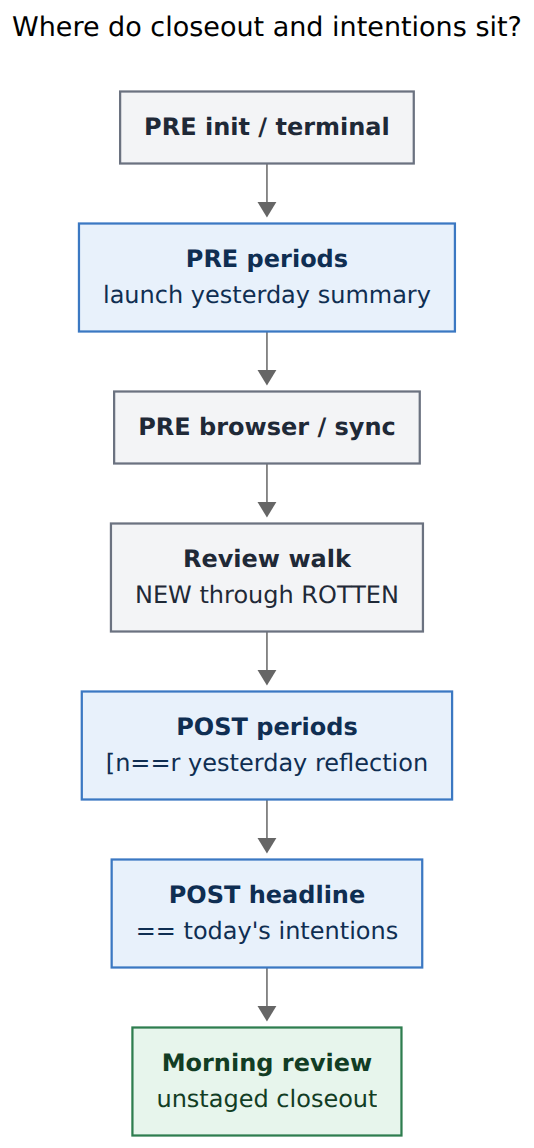 Where do closeout and intentions sit?
PRE init / terminal
PRE periods
launch yesterday summary
PRE browser / sync
Review walk
NEW through ROTTEN
POST periods
[n==r yesterday reflection
POST headline
== today's intentions
Morning review
unstaged closeout